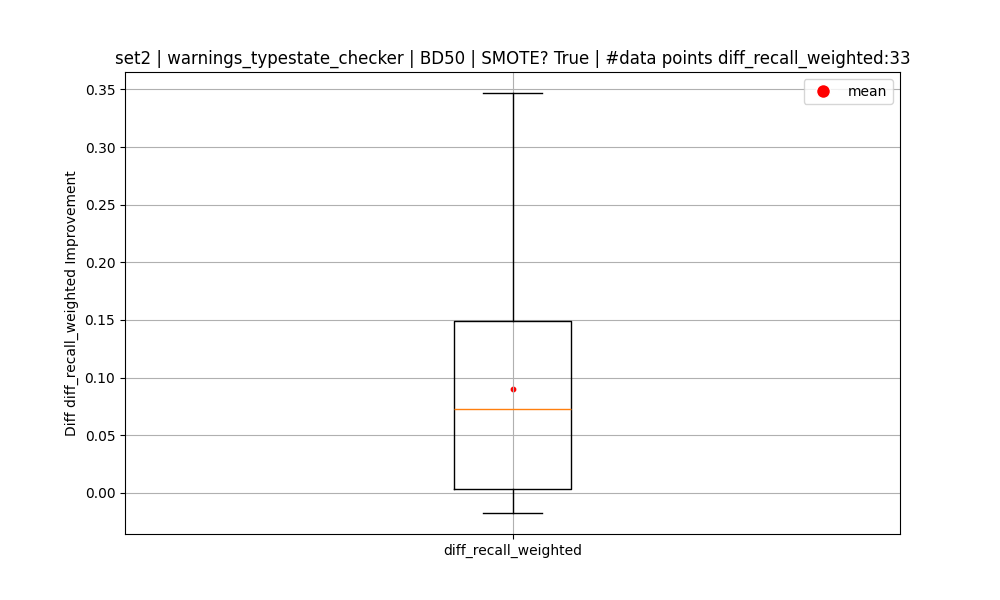 set2 | warnings_typestate_checker | BD50 | SMOTE? True | #data points diff_recall_weighted:33
mean
Diff diff_recall_weighted Improvement
0.35
0.30
0.25
0.20
0.15
0.10
0.05
0.00
diff_recall_weighted